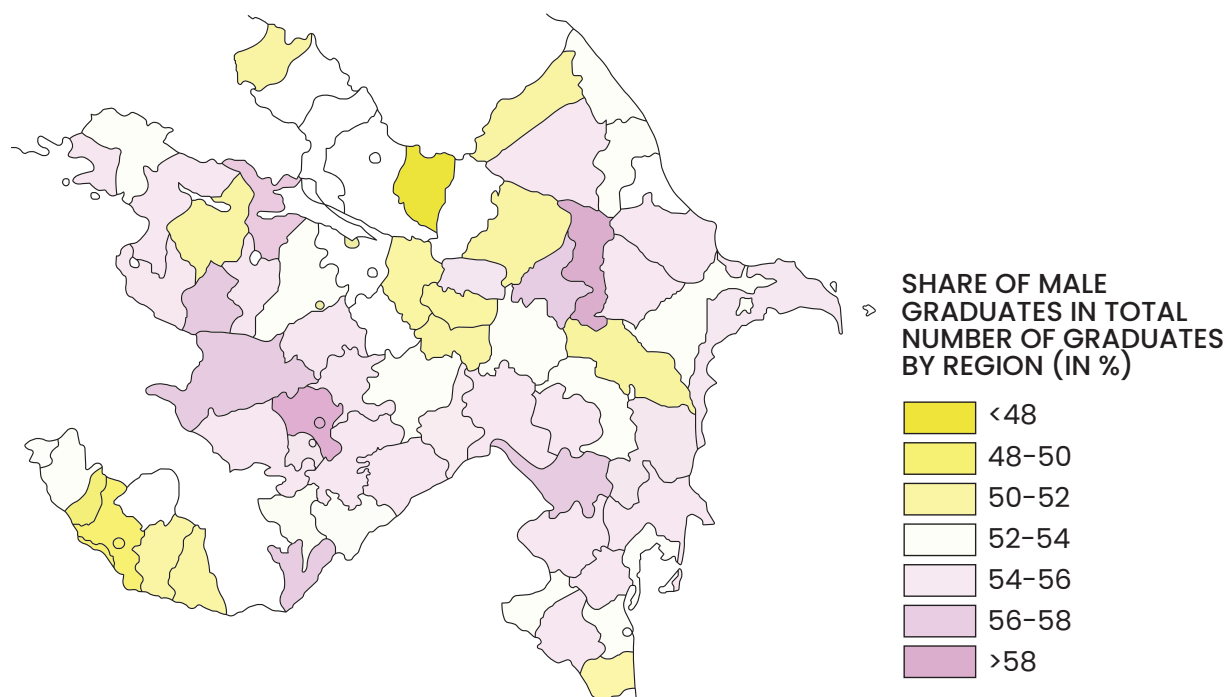 SHARE OF MALE
GRADUATES IN TOTAL
NUMBER OF GRADUATES
BY REGION (IN %)
<48
48–50
50–52
52–54
54–56
56–58
>58